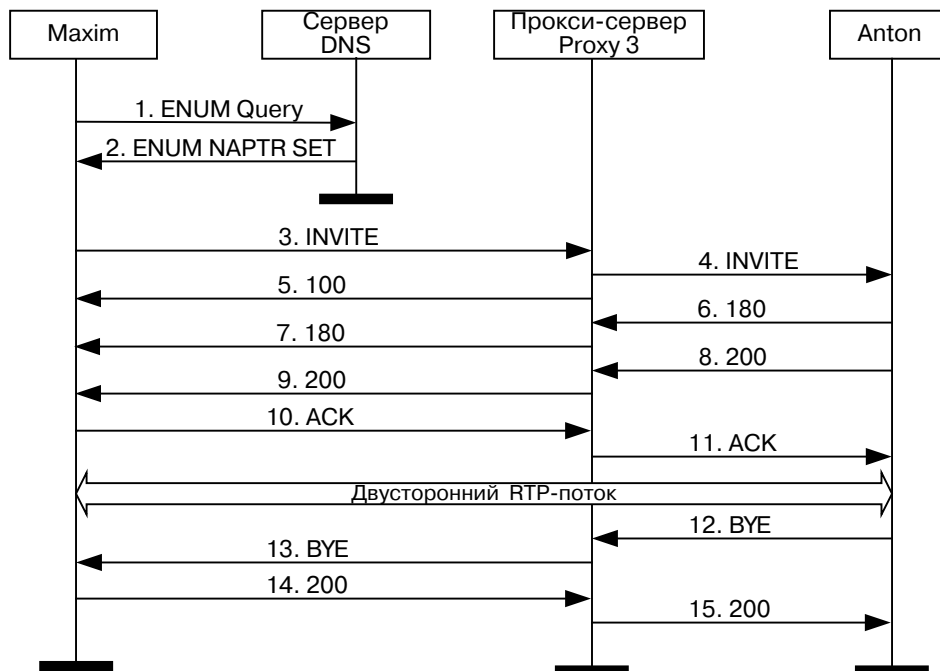 Maxim
Сервер
DNS
Прокси-сервер
Proxy 3
Anton
1. ENUM Query
2. ENUM NAPTR SET
3. INVITE
4. INVITE
5. 100
6. 180
7. 180
8. 200
9. 200
10. ACK
11. ACK
Двусторонний RTP-поток
12. BYE
13. BYE
14. 200
15. 200